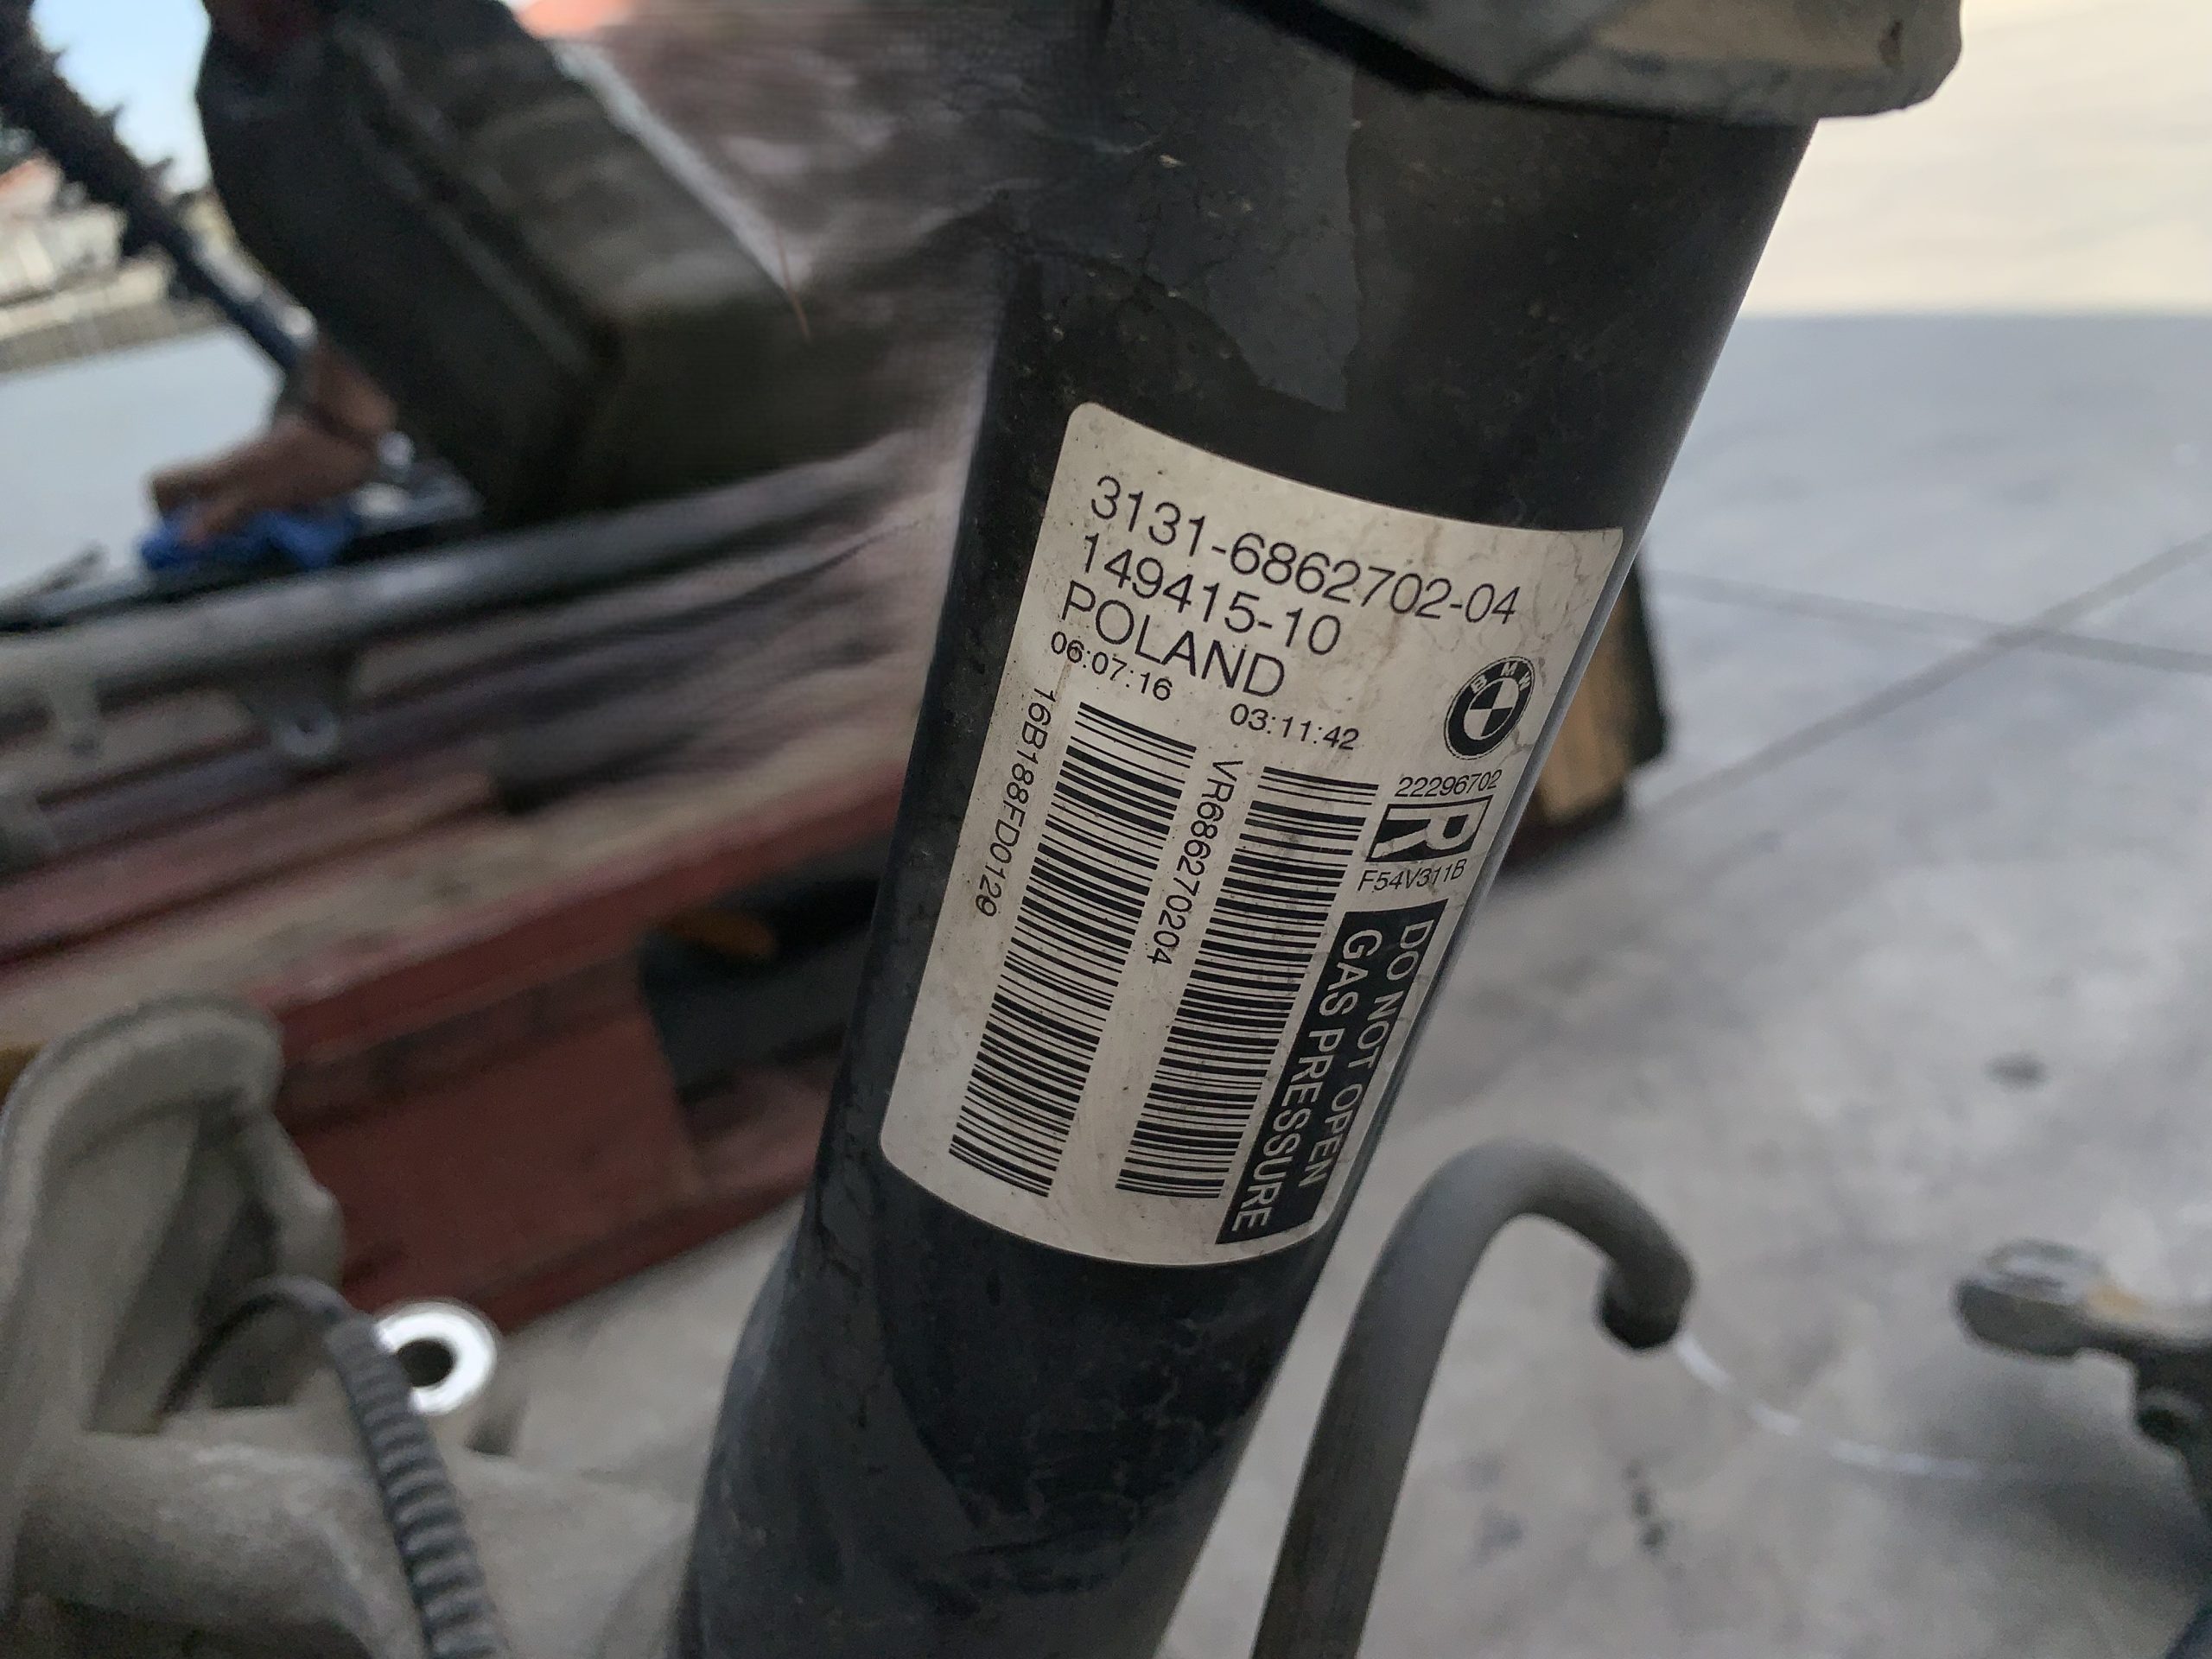 3131-6862702-04
149415-10
POLAND
06:07:16 03:11:42
BMW
22296702
R
F54V311B
16B188FD0129
VR686270204
DO NOT OPEN
GAS PRESSURE